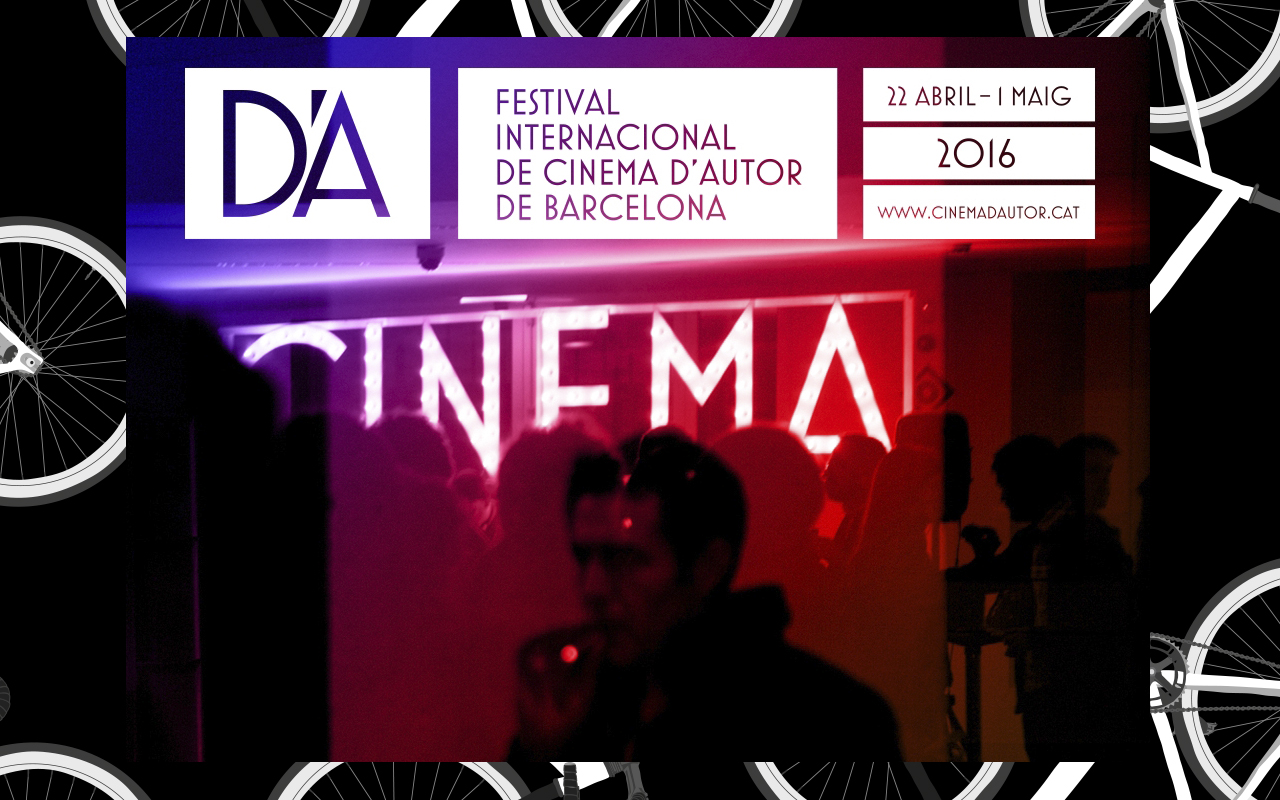 D'A
FESTIVAL
INTERNACIONAL
DE CINEMA D'AUTOR
DE BARCELONA
22 ABRIL - 1 MAIG
2016
WWW.CINEMADAUTOR.CAT
CINEMA